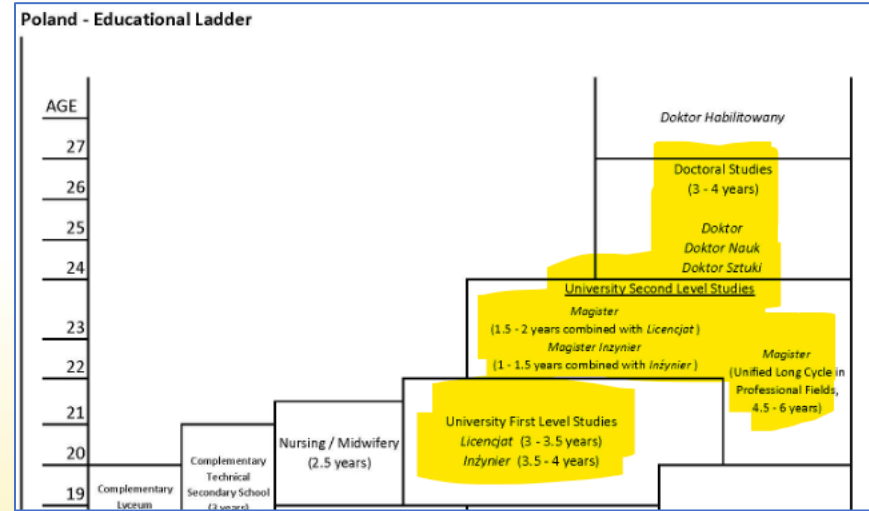 Poland - Educational Ladder
AGE
27
26
25
24
23
22
21
20
19
Doktor Habilitowany
Doctoral Studies
(3 - 4 years)
Doktor
Doktor Nauk
Doktor Sztuki
University Second Level Studies
Magister
(1.5 - 2 years combined with Licencjat)
Magister Inzynier
(1 - 1.5 years combined with Inżynier)
Magister
(Unified Long Cycle in
Professional Fields,
4.5 - 6 years)
University First Level Studies
Licencjat (3 - 3.5 years)
Inżynier (3.5 - 4 years)
Nursing / Midwifery
(2.5 years)
Complementary
Technical
Secondary School
(3 years)
Complementary
Lyceum